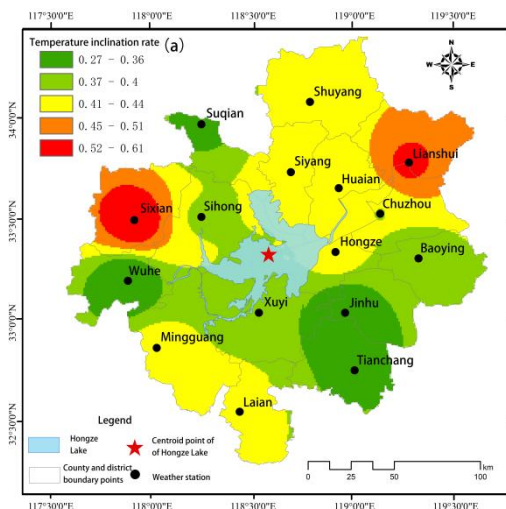 117°30'0"E 118°0'0"E 118°30'0"E 119°0'0"E 119°30'0"E
Temperature inclination rate (a)
0.27 - 0.36
0.37 - 0.4
0.41 - 0.44
0.45 - 0.51
0.52 - 0.61
N
W E
S
34°0'0"N
33°30'0"N
33°0'0"N
32°30'0"N
Shuyang
Suqian
Lianshui
Siyang
Huaian
Sixian
Sihong
Chuzhou
Hongze
Baoying
Wuhe
Xuyi
Jinhu
Mingguang
Tianchang
Laian
Legend
Hongze
Lake
Centroid point of
of Hongze Lake
County and district
boundary points
Weather station
km
0 25 50 100
117°30'0"E 118°0'0"E 118°30'0"E 119°0'0"E 119°30'0"E